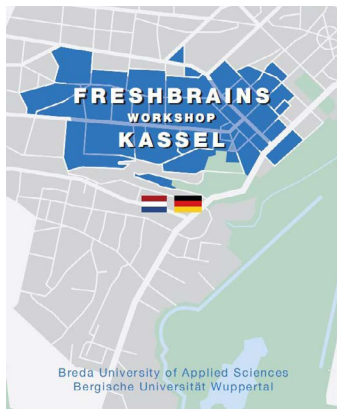 FRESHBRAINS
WORKSHOP
KASSEL
Breda University of Applied Sciences
Bergische Universität Wuppertal